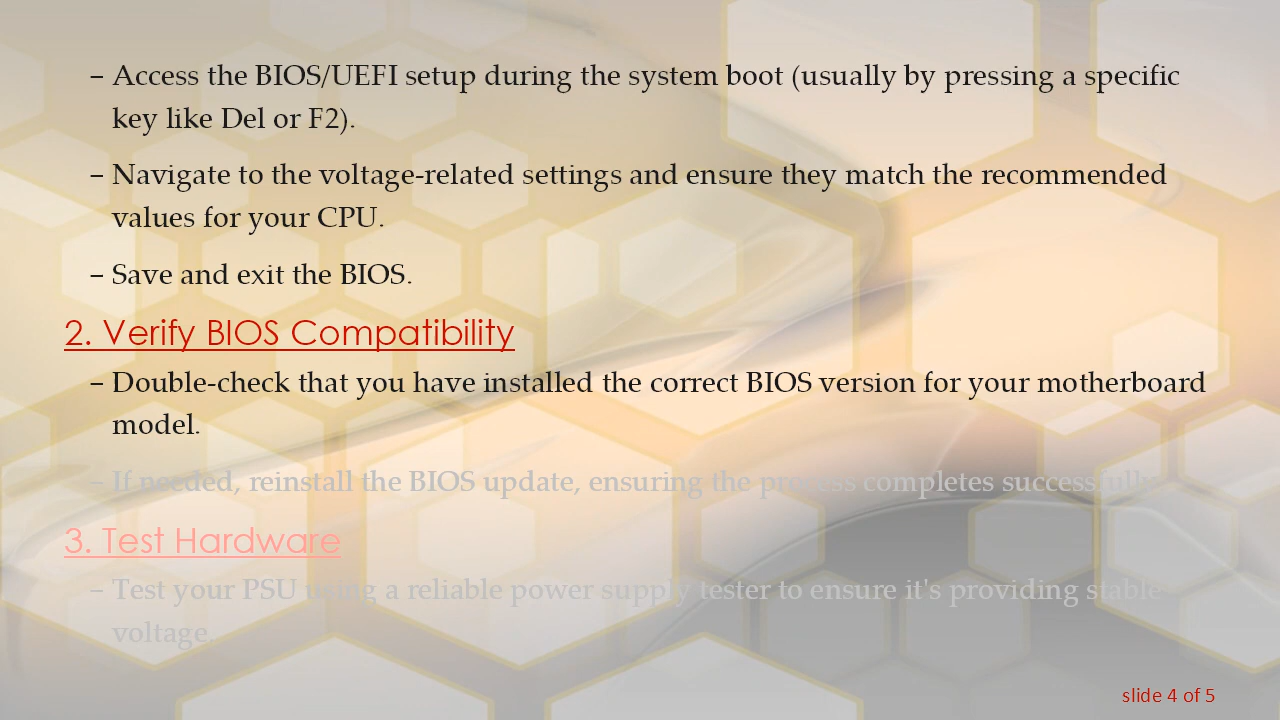 – Access the BIOS/UEFI setup during the system boot (usually by pressing a specific
key like Del or F2).
– Navigate to the voltage-related settings and ensure they match the recommended
values for your CPU.
– Save and exit the BIOS.
2. Verify BIOS Compatibility
– Double-check that you have installed the correct BIOS version for your motherboard
model.
– If needed, reinstall the BIOS update, ensuring the process completes successfully.
3. Test Hardware
– Test your PSU using a reliable power supply tester to ensure it's providing stable
voltage.
slide 4 of 5